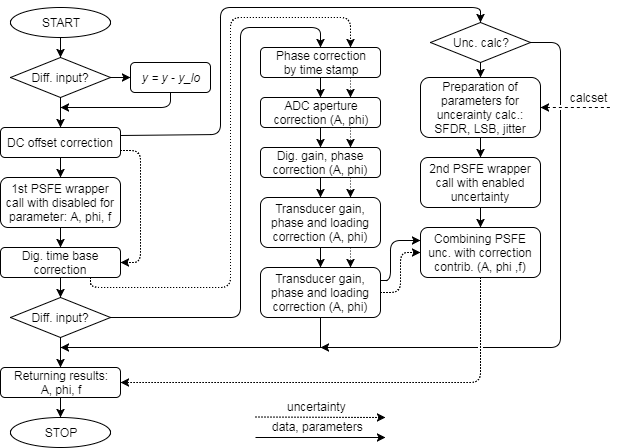 START
Diff. input?
y = y - y_lo
DC offset correction
1st PSFE wrapper
call with disabled for
parameter: A, phi, f
Dig. time base
correction
Diff. input?
Returning results:
A, phi, f
STOP
Phase correction
by time stamp
ADC aperture
correction (A, phi)
Dig. gain, phase
correction (A, phi)
Transducer gain,
phase and loading
correction (A, phi)
Transducer gain,
phase and loading
correction (A, phi)
Unc. calc?
Preparation of
parameters for
uncerainty calc.:
SFDR, LSB, jitter
calcset
2nd PSFE wrapper
call with enabled
uncertainty
Combining PSFE
unc. with correction
contrib. (A, phi ,f)
uncertainty
data, parameters